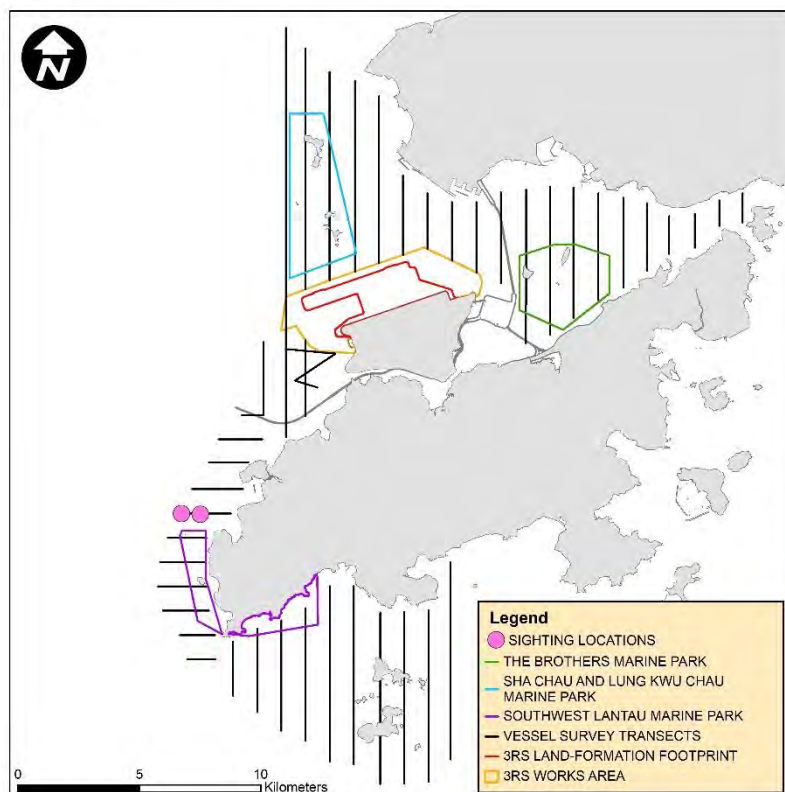 N
Legend
SIGHTING LOCATIONS
THE BROTHERS MARINE PARK
SHA CHAU AND LUNG KWU CHAU
MARINE PARK
SOUTHWEST LANTAU MARINE PARK
VESSEL SURVEY TRANSECTS
3RS LAND-FORMATION FOOTPRINT
3RS WORKS AREA
0 5 10
Kilometers